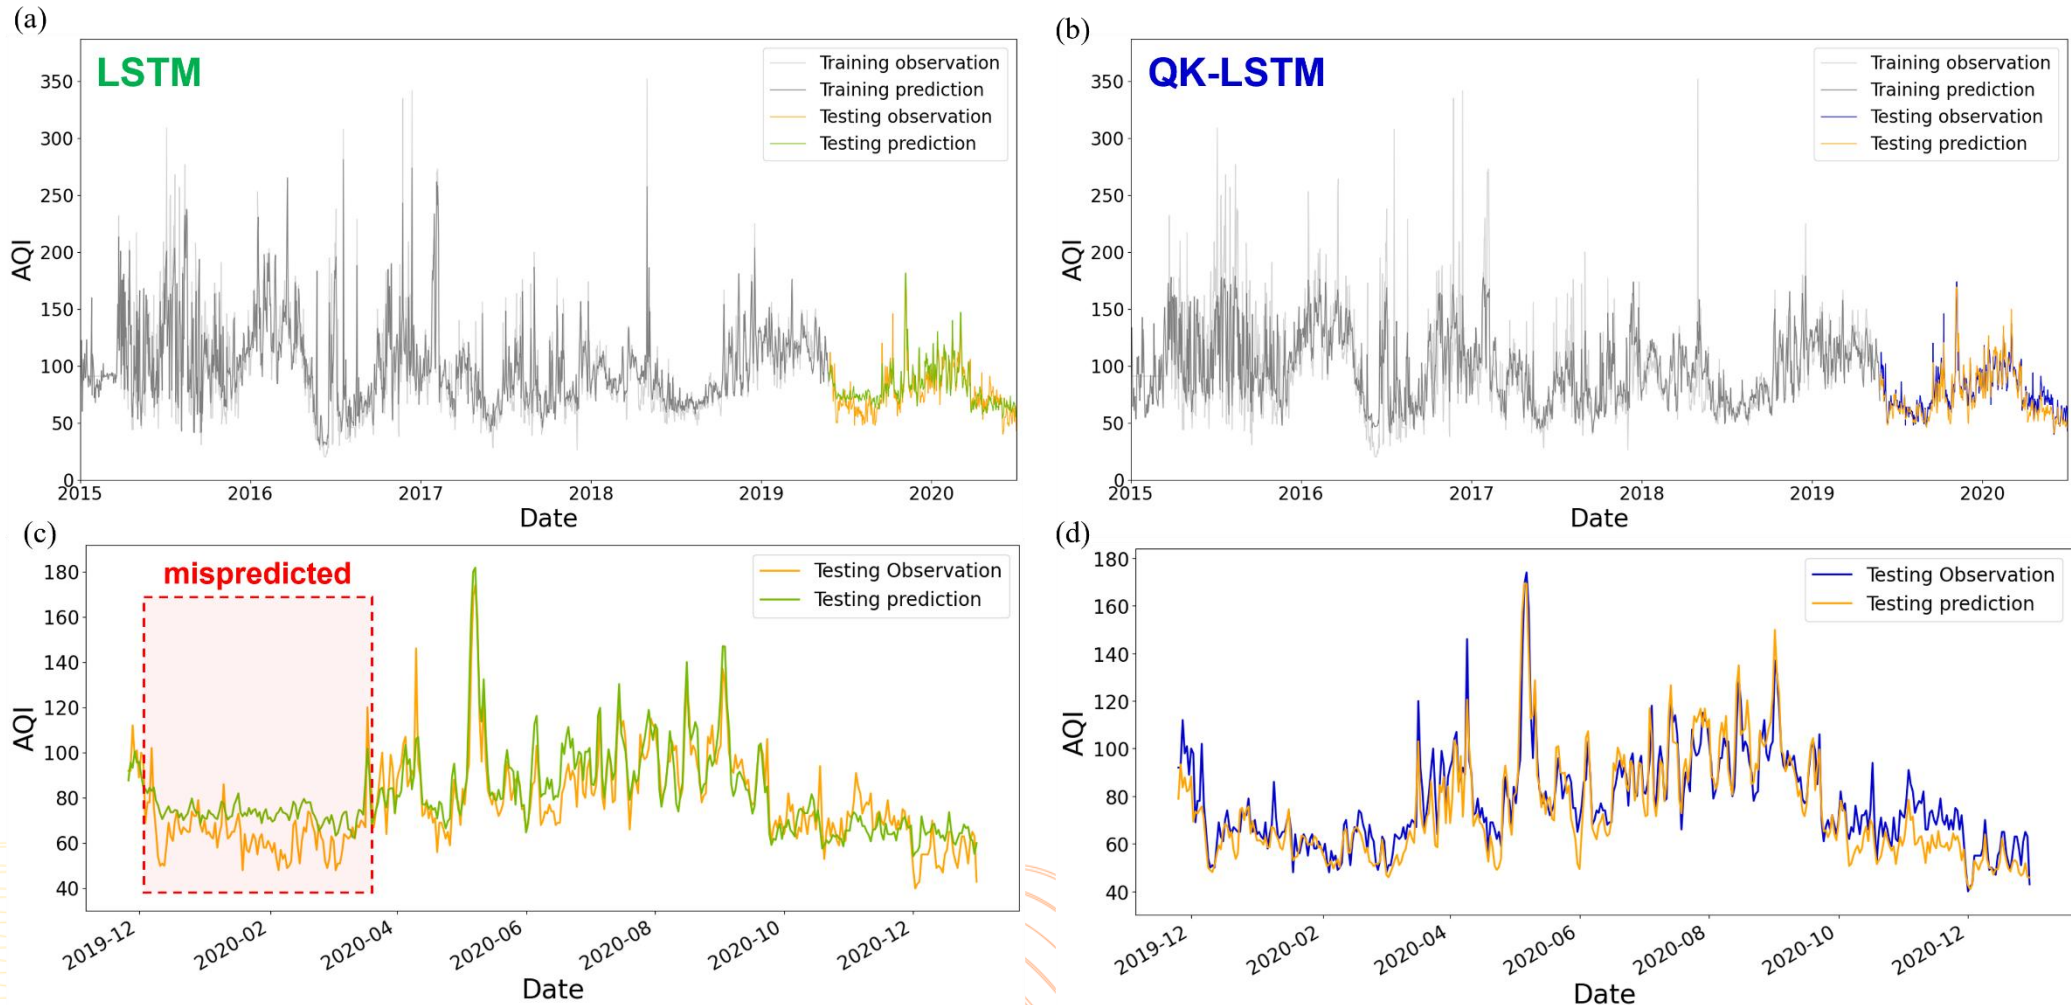 (a)
LSTM
Training observation
Training prediction
Testing observation
Testing prediction
AQI
350
300
250
200
150
100
50
0
2015
2016
2017
2018
2019
2020
Date
(b)
QK-LSTM
Training observation
Training prediction
Testing observation
Testing prediction
AQI
350
300
250
200
150
100
50
0
2015
2016
2017
2018
2019
2020
Date
(c)
mispredicted
Testing Observation
Testing prediction
AQI
180
160
140
120
100
80
60
40
2019-12
2020-02
2020-04
2020-06
2020-08
2020-10
2020-12
Date
(d)
Testing Observation
Testing prediction
AQI
180
160
140
120
100
80
60
40
2019-12
2020-02
2020-04
2020-06
2020-08
2020-10
2020-12
Date